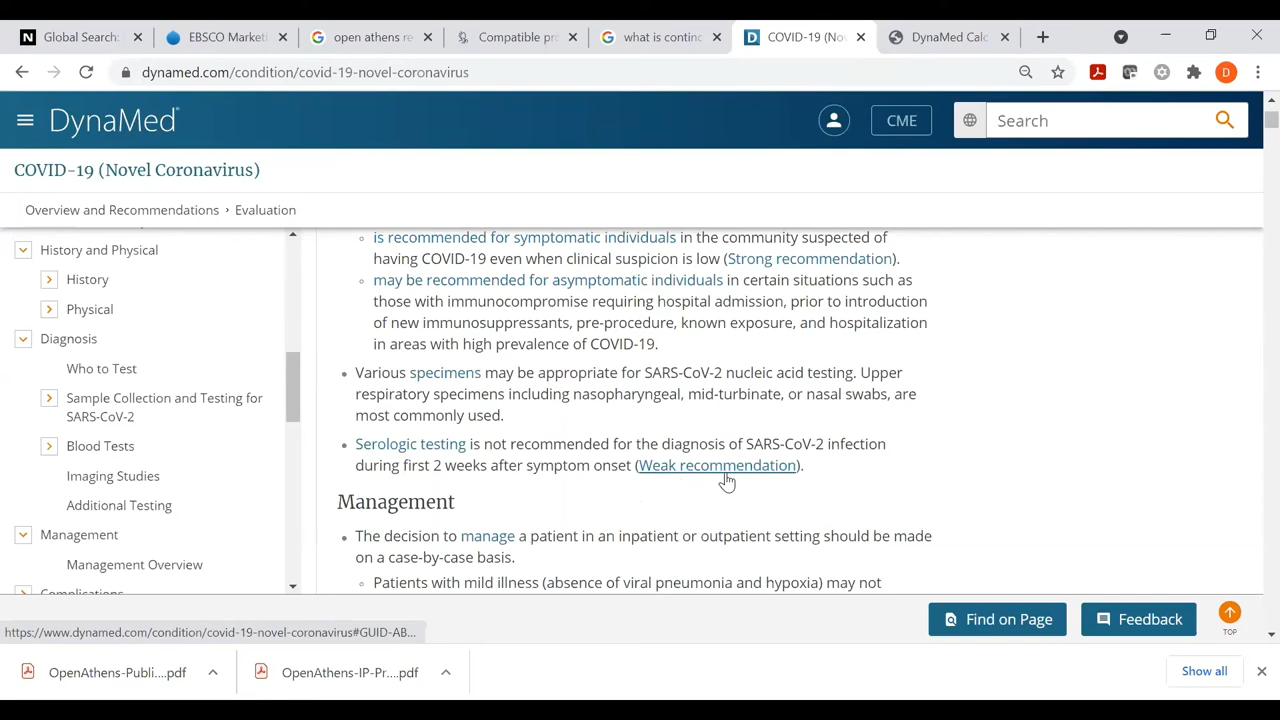 Global Search:
EBSCO Marketi
open athens re
Compatible pro
what is contino
COVID-19 (Nov
DynaMed Calc
dynamed.com/condition/covid-19-novel-coronavirus
D
DynaMed
CME
Search
COVID-19 (Novel Coronavirus)
Overview and Recommendations › Evaluation
History and Physical
History
Physical
Diagnosis
Who to Test
Sample Collection and Testing for
SARS-CoV-2
Blood Tests
Imaging Studies
Additional Testing
Management
Management Overview
Complications
is recommended for symptomatic individuals in the community suspected of
having COVID-19 even when clinical suspicion is low (Strong recommendation).
may be recommended for asymptomatic individuals in certain situations such as
those with immunocompromise requiring hospital admission, prior to introduction
of new immunosuppressants, pre-procedure, known exposure, and hospitalization
in areas with high prevalence of COVID-19.
Various specimens may be appropriate for SARS-CoV-2 nucleic acid testing. Upper
respiratory specimens including nasopharyngeal, mid-turbinate, or nasal swabs, are
most commonly used.
Serologic testing is not recommended for the diagnosis of SARS-CoV-2 infection
during first 2 weeks after symptom onset (Weak recommendation).
Management
The decision to manage a patient in an inpatient or outpatient setting should be made
on a case-by-case basis.
Patients with mild illness (absence of viral pneumonia and hypoxia) may not
Find on Page
Feedback
TOP
https://www.dynamed.com/condition/covid-19-novel-coronavirus#GUID-AB...
OpenAthens-Publi....pdf
OpenAthens-IP-Pr....pdf
Show all